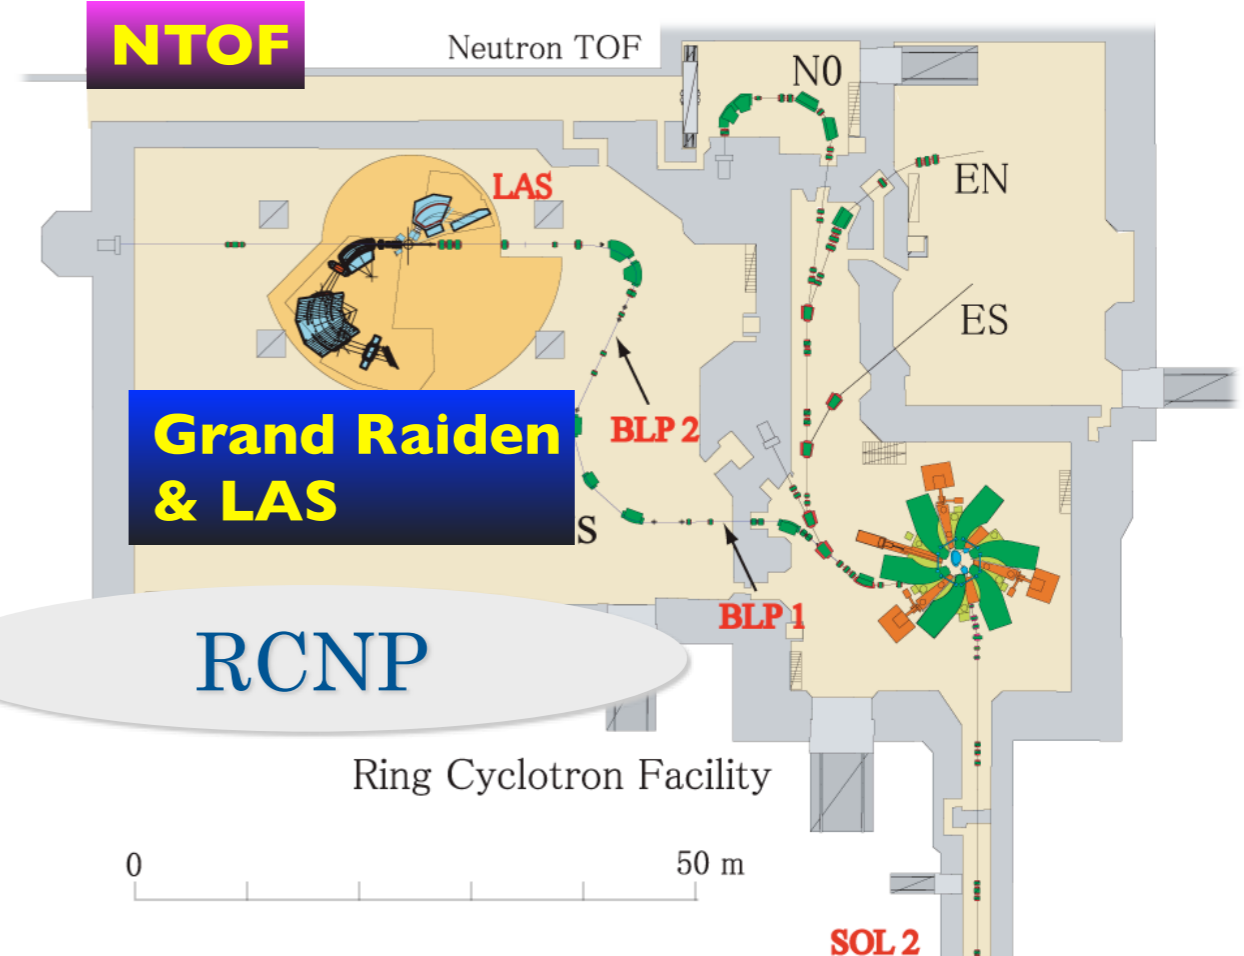 NTOF
Neutron TOF
N0
LAS
EN
ES
BLP 2
Grand Raiden
& LAS
S
BLP 1
RCNP
Ring Cyclotron Facility
0
50 m
SOL 2